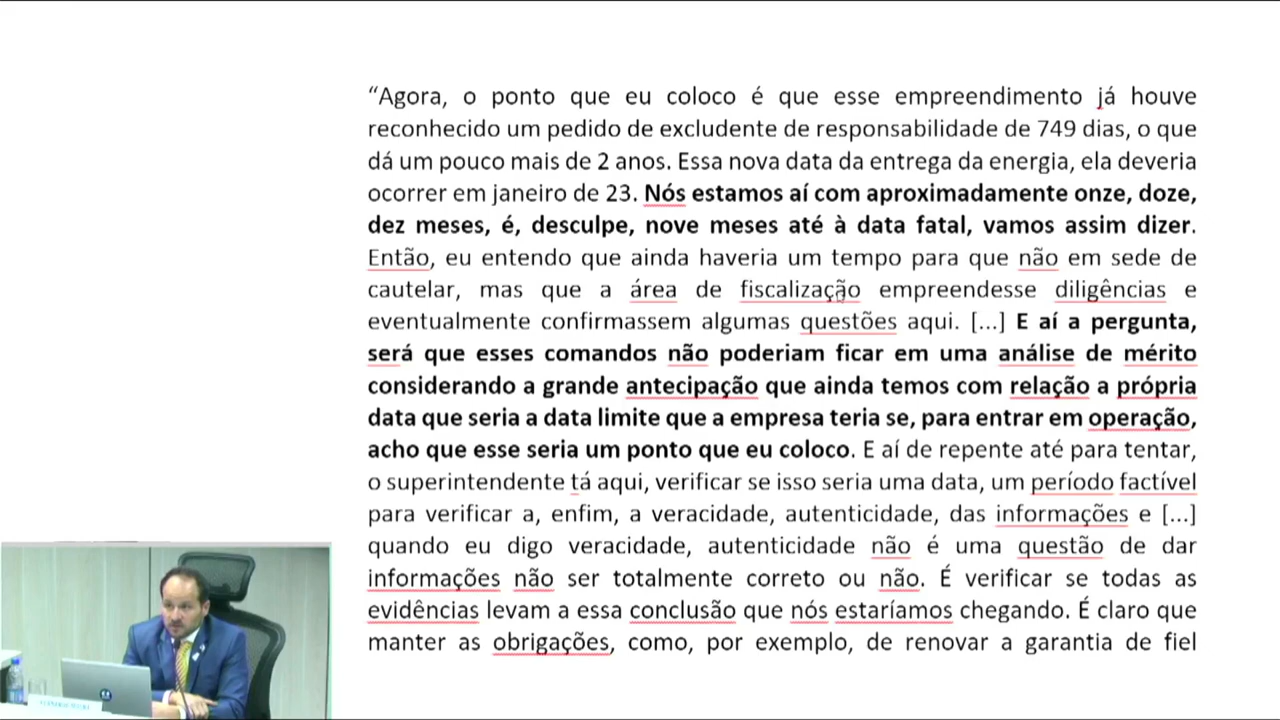 “Agora, o ponto que eu coloco é que esse empreendimento já houve
reconhecido um pedido de excludente de responsabilidade de 749 dias, o que
dá um pouco mais de 2 anos. Essa nova data da entrega da energia, ela deveria
ocorrer em janeiro de 23. Nós estamos aí com aproximadamente onze, doze,
dez meses, é, desculpe, nove meses até à data fatal, vamos assim dizer.
Então, eu entendo que ainda haveria um tempo para que não em sede de
cautelar, mas que a área de fiscalização empreendesse diligências e
eventualmente confirmassem algumas questões aqui. [...] E aí a pergunta,
será que esses comandos não poderiam ficar em uma análise de mérito
considerando a grande antecipação que ainda temos com relação a própria
data que seria a data limite que a empresa teria se, para entrar em operação,
acho que esse seria um ponto que eu coloco. E aí de repente até para tentar,
o superintendente tá aqui, verificar se isso seria uma data, um período factível
para verificar a, enfim, a veracidade, autenticidade, das informações e [...]
quando eu digo veracidade, autenticidade não é uma questão de dar
informações não ser totalmente correto ou não. É verificar se todas as
evidências levam a essa conclusão que nós estaríamos chegando. É claro que
manter as obrigações, como, por exemplo, de renovar a garantia de fiel